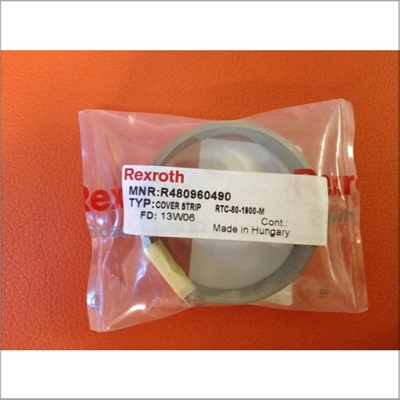 Rexroth
MNR:R480960490
TYP:COVER STRIP RTC-80-1900-M
FD: 13W06 Cont.:
Made in Hungary